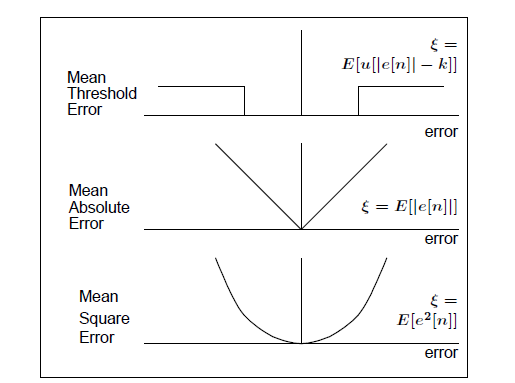 ξ =
E[u[|e[n]| − k]]
Mean
Threshold
Error
error
Mean
Absolute
Error
ξ = E[|e[n]|]
error
Mean
Square
Error
ξ =
E[e²[n]]
error